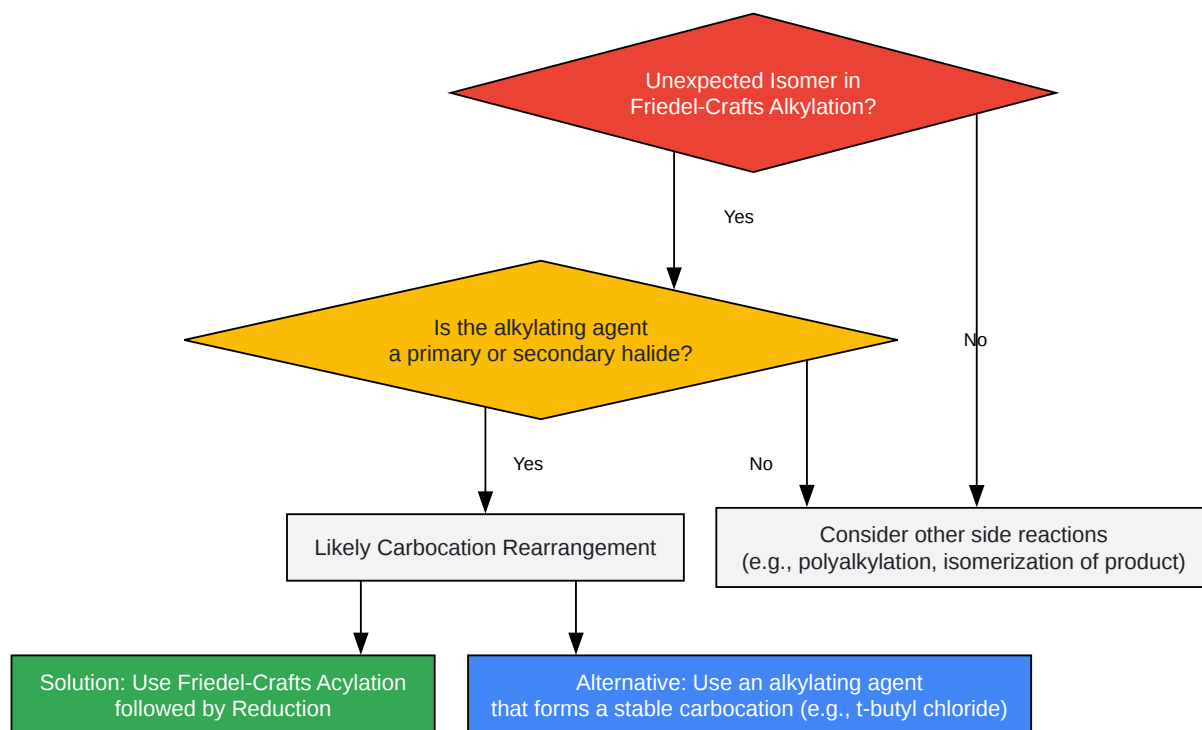 Unexpected Isomer in
Friedel-Crafts Alkylation?
Yes
Is the alkylating agent
a primary or secondary halide?
No
Yes
No
Likely Carbocation Rearrangement
Consider other side reactions
(e.g., polyalkylation, isomerization of product)
Solution: Use Friedel-Crafts Acylation
followed by Reduction
Alternative: Use an alkylating agent
that forms a stable carbocation (e.g., t-butyl chloride)